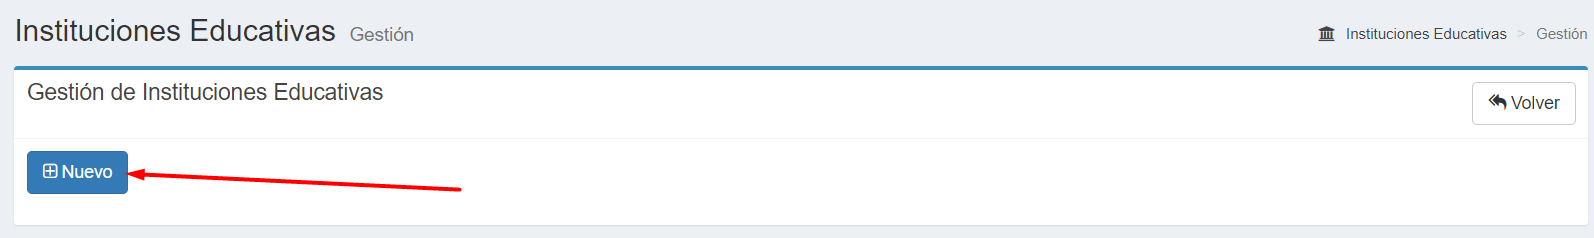 Instituciones Educativas Gestión
Instituciones Educativas > Gestión
Gestión de Instituciones Educativas
Volver
Nuevo